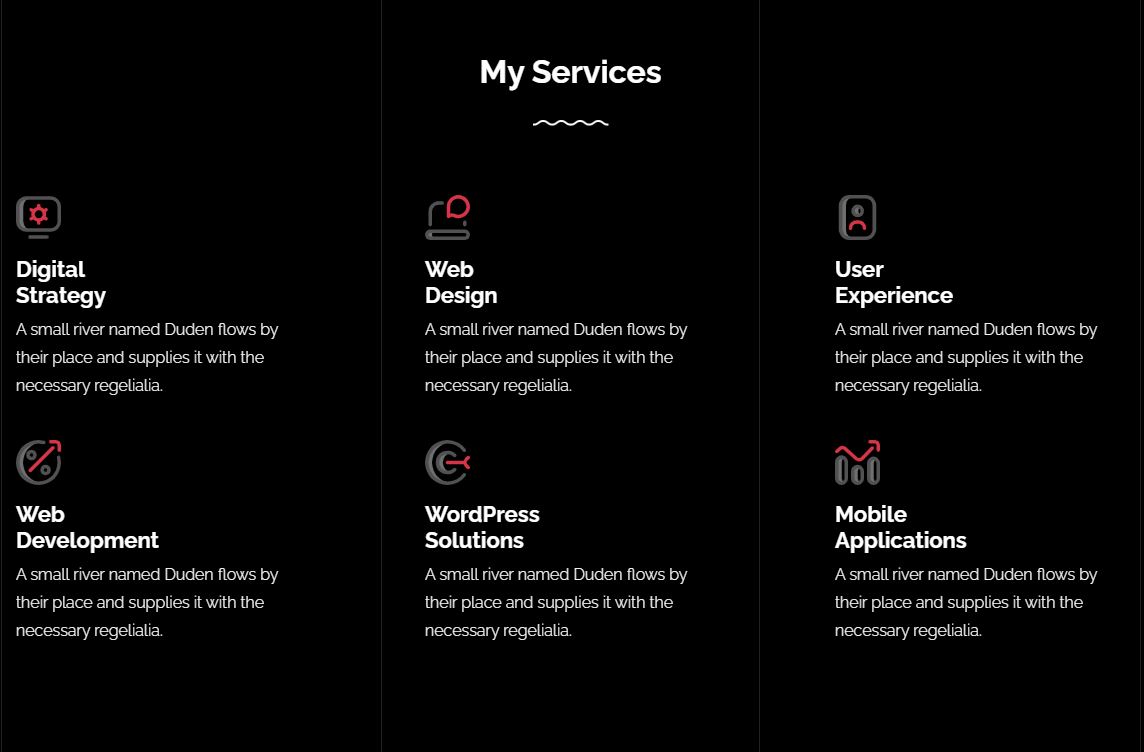 My Services
Digital
Strategy
A small river named Duden flows by
their place and supplies it with the
necessary regelialia.
Web
Design
A small river named Duden flows by
their place and supplies it with the
necessary regelialia.
User
Experience
A small river named Duden flows by
their place and supplies it with the
necessary regelialia.
Web
Development
A small river named Duden flows by
their place and supplies it with the
necessary regelialia.
WordPress
Solutions
A small river named Duden flows by
their place and supplies it with the
necessary regelialia.
Mobile
Applications
A small river named Duden flows by
their place and supplies it with the
necessary regelialia.